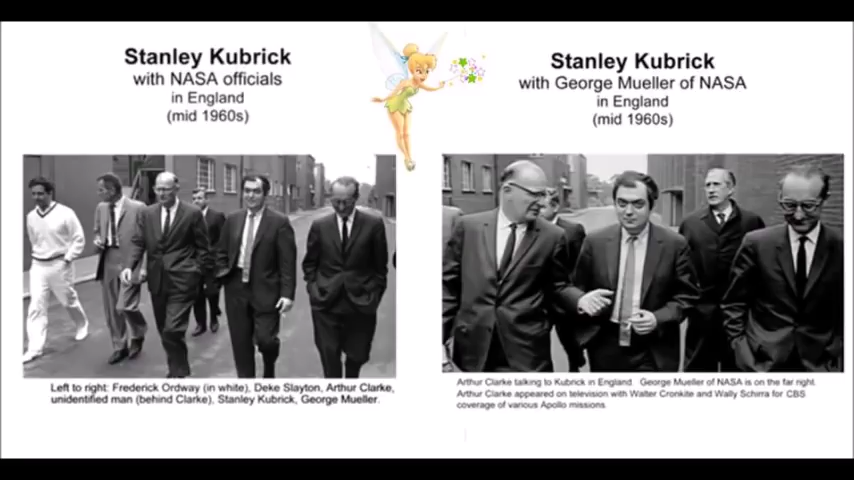 Stanley Kubrick
with NASA officials
in England
(mid 1960s)
Left to right: Frederick Ordway (in white), Deke Slayton, Arthur Clarke,
unidentified man (behind Clarke), Stanley Kubrick, George Mueller.
Stanley Kubrick
with George Mueller of NASA
in England
(mid 1960s)
Arthur Clarke talking to Kubrick in England. George Mueller of NASA is on the far right.
Arthur Clarke appeared on television with Walter Cronkite and Wally Schirra for CBS
coverage of various Apollo missions.